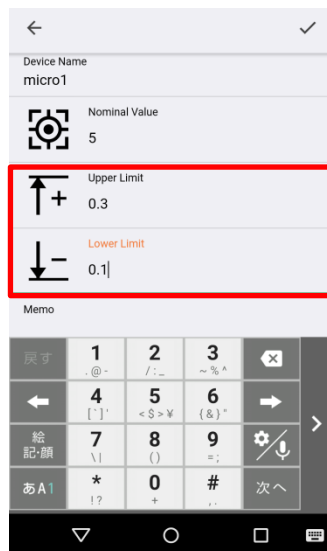 Device Name
micro1
Nominal Value
5
Upper Limit
+
0.3
Lower Limit
−
0.1
Memo
戻す
1
.@-
2
/:_
3
~%^
4
[`]'
5
<$>¥
6
{&}"
絵
記・顔
7
\|
8
()
9
=;
あA1
*
!?
0
+
#
,.
次へ